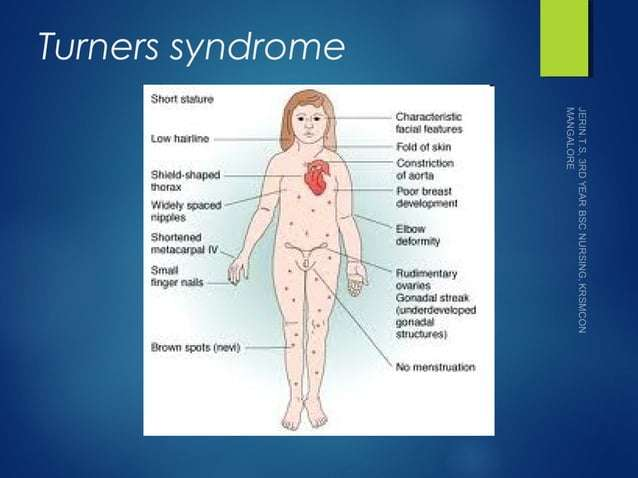 Turners syndrome
Short stature
Low hairline
Shield-shaped
thorax
Widely spaced
nipples
Shortened
metacarpal IV
Small
finger nails
Brown spots (nevi)
Characteristic
facial features
Fold of skin
Constriction
of aorta
Poor breast
development
Elbow
deformity
Rudimentary
ovaries
Gonadal streak
(underdeveloped
gonadal
structures)
No menstruation
JERIN T.S, 3RD YEAR BSC NURSING, KRSMCON
MANGALORE